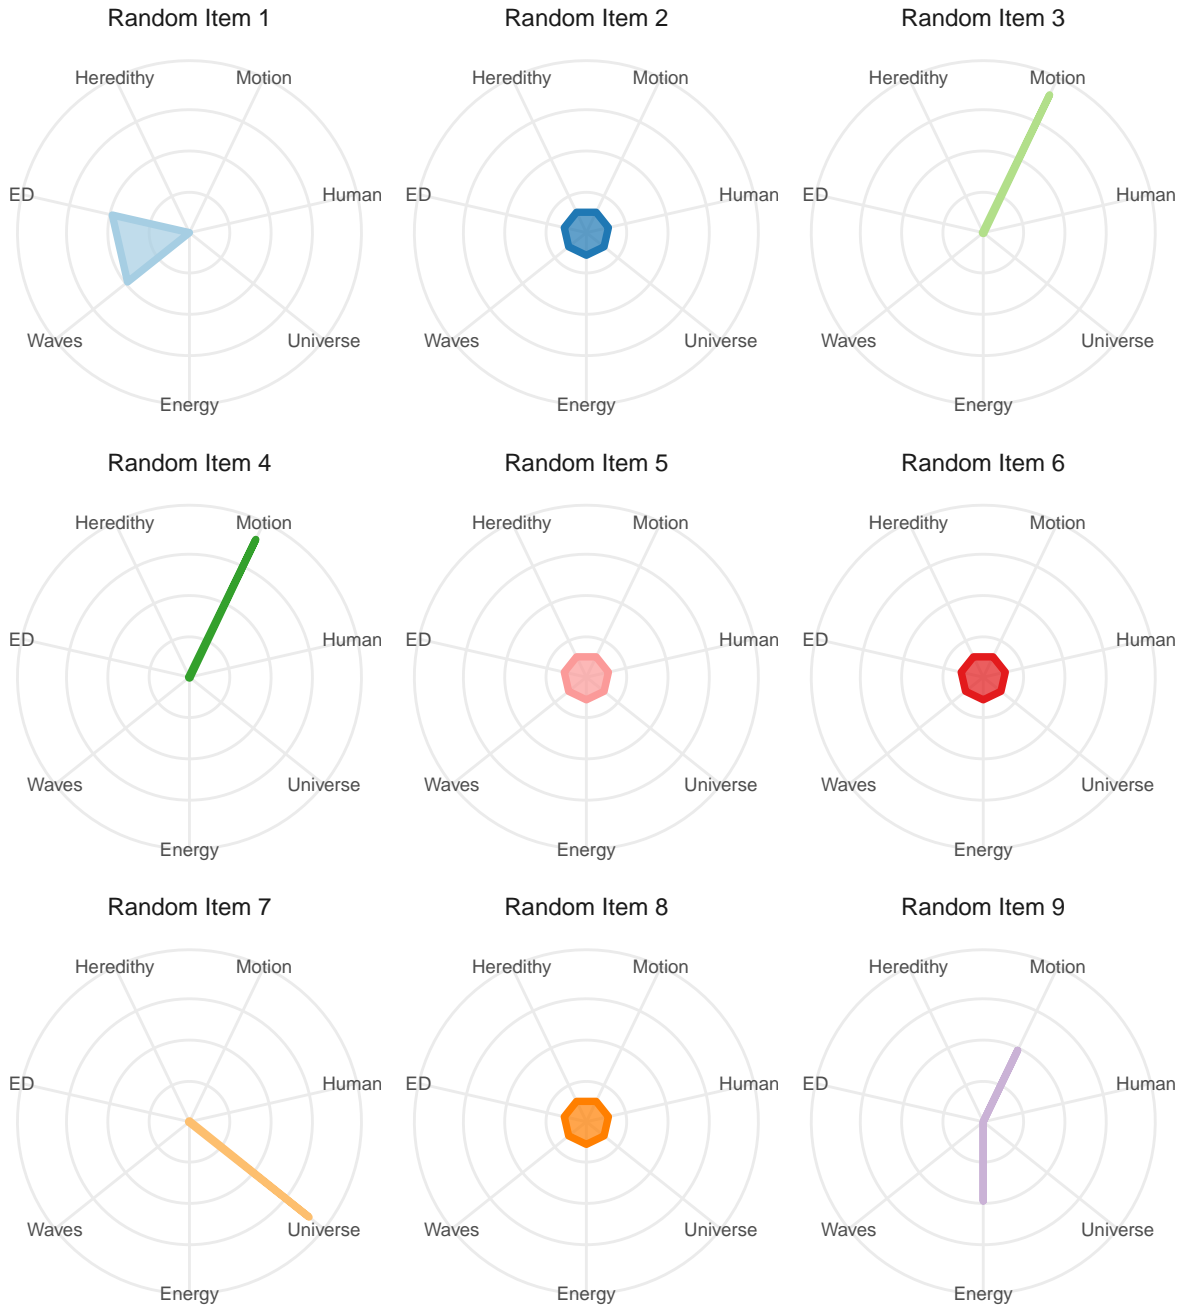 Random Item 1
Random Item 2
Random Item 3
Heredithy
Motion
ED
Human
Waves
Universe
Energy
Heredithy
Motion
ED
Human
Waves
Universe
Energy
Heredithy
Motion
ED
Human
Waves
Universe
Energy
Random Item 4
Random Item 5
Random Item 6
Heredithy
Motion
ED
Human
Waves
Universe
Energy
Heredithy
Motion
ED
Human
Waves
Universe
Energy
Heredithy
Motion
ED
Human
Waves
Universe
Energy
Random Item 7
Random Item 8
Random Item 9
Heredithy
Motion
ED
Human
Waves
Universe
Energy
Heredithy
Motion
ED
Human
Waves
Universe
Energy
Heredithy
Motion
ED
Human
Waves
Universe
Energy